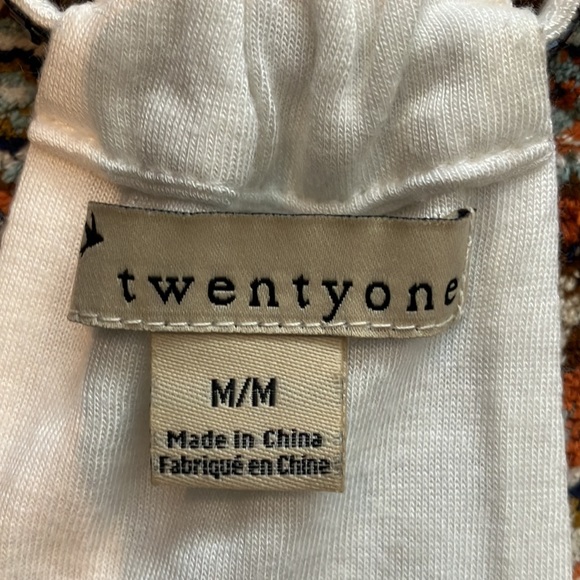 twentyone
M/M
Made in China
Fabriqué en Chine